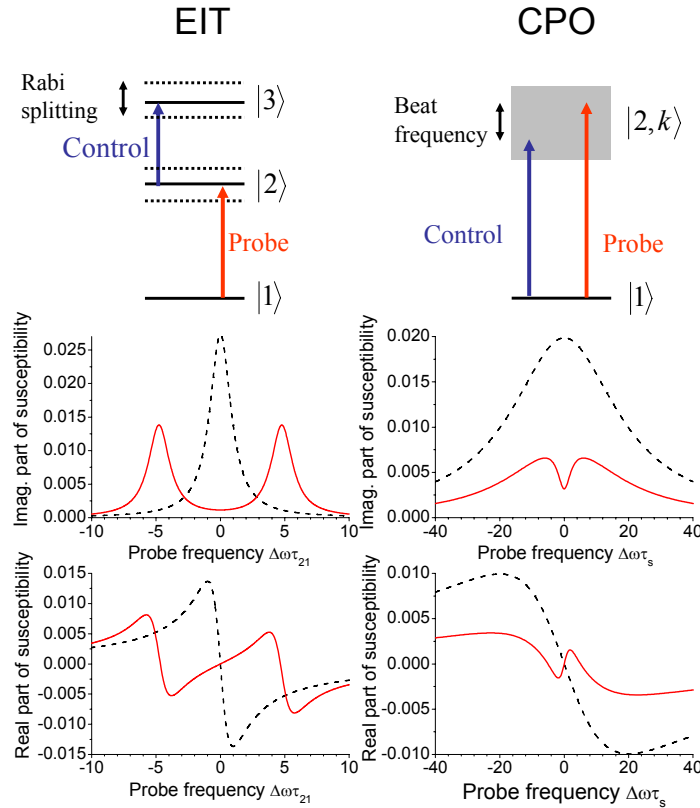 EIT
CPO
Rabi
splitting
|3⟩
Control
|2⟩
Probe
|1⟩
Beat
frequency
|2,k⟩
Control
Probe
|1⟩
Imag. part of susceptibility
0.025
0.020
0.015
0.010
0.005
0.000
-10 -5 0 5 10
Probe frequency Δωτ₂₁
Imag. part of susceptibility
0.020
0.015
0.010
0.005
0.000
-40 -20 0 20 40
Probe frequency Δωτₛ
Real part of susceptibility
0.015
0.010
0.005
0.000
-0.005
-0.010
-0.015
-10 -5 0 5 10
Probe frequency Δωτ₂₁
Real part of susceptibility
0.010
0.005
0.000
-0.005
-0.010
-40 -20 0 20 40
Probe frequency Δωτₛ